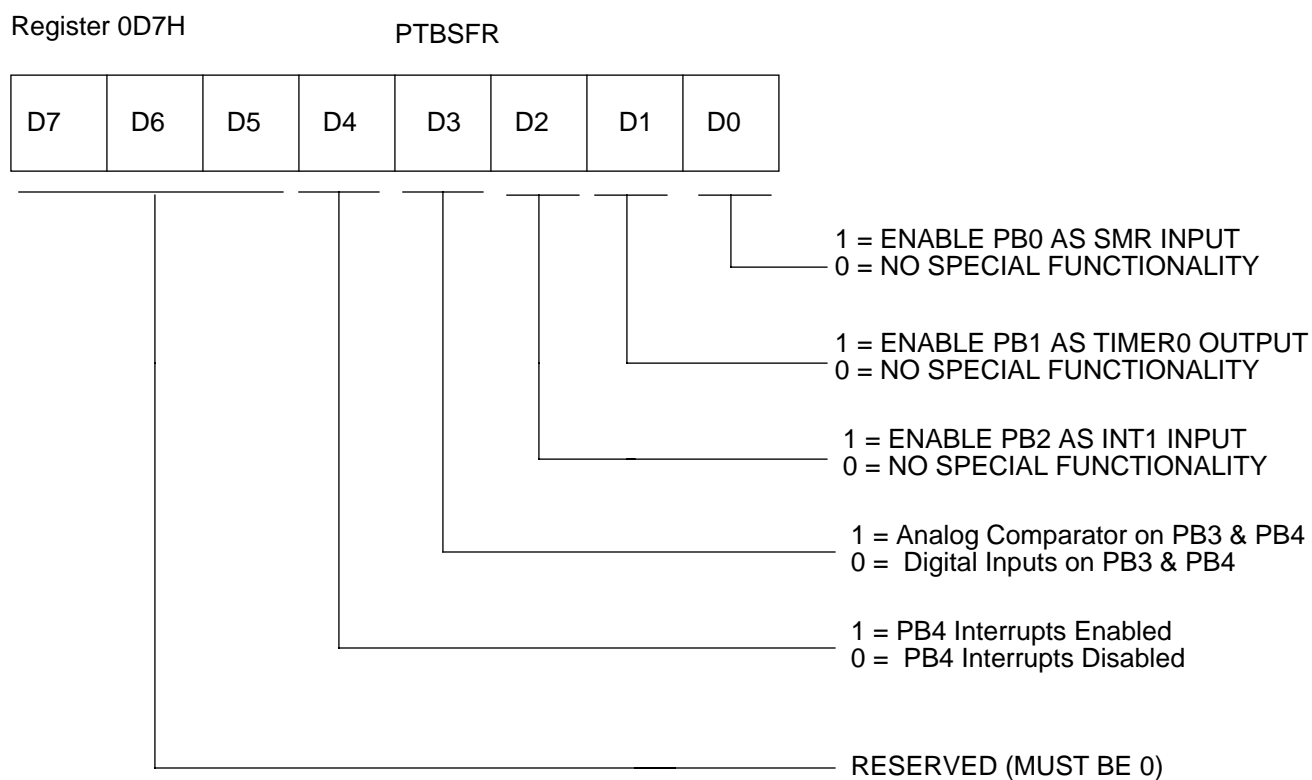 Register 0D7H
PTBSFR
D7 D6 D5 D4 D3 D2 D1 D0
1 = ENABLE PB0 AS SMR INPUT
0 = NO SPECIAL FUNCTIONALITY
1 = ENABLE PB1 AS TIMER0 OUTPUT
0 = NO SPECIAL FUNCTIONALITY
1 = ENABLE PB2 AS INT1 INPUT
0 = NO SPECIAL FUNCTIONALITY
1 = Analog Comparator on PB3 & PB4
0 = Digital Inputs on PB3 & PB4
1 = PB4 Interrupts Enabled
0 = PB4 Interrupts Disabled
RESERVED (MUST BE 0)